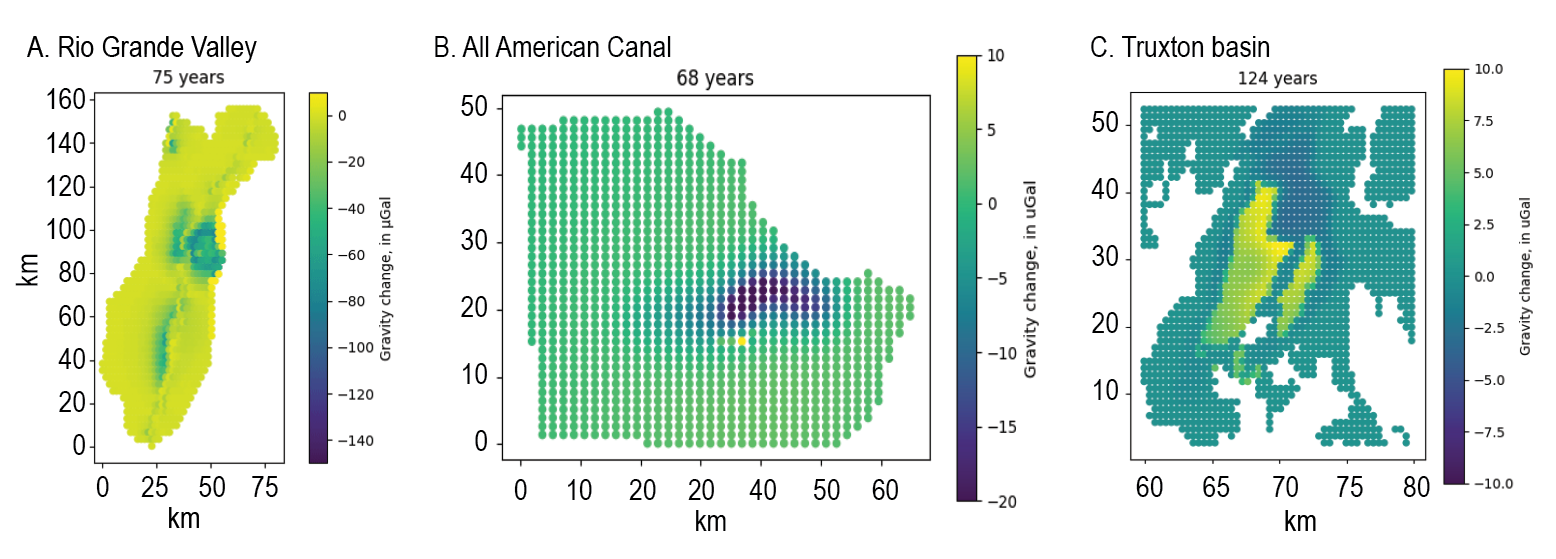 A. Rio Grande Valley
75 years
160
140
120
100
80
60
40
20
0
km
0 25 50 75
km
0
−20
−40
−60
−80
−100
−120
−140
Gravity change, in µGal
B. All American Canal
68 years
50
40
30
20
10
0
0 10 20 20 40 50 60
km
10
5
0
−5
−10
−15
−20
Gravity change, in uGal
C. Truxton basin
124 years
50
40
30
20
10
60 65 70 75 80
km
10.0
7.5
5.0
2.5
0.0
−2.5
−5.0
−7.5
−10.0
Gravity change, in uGal